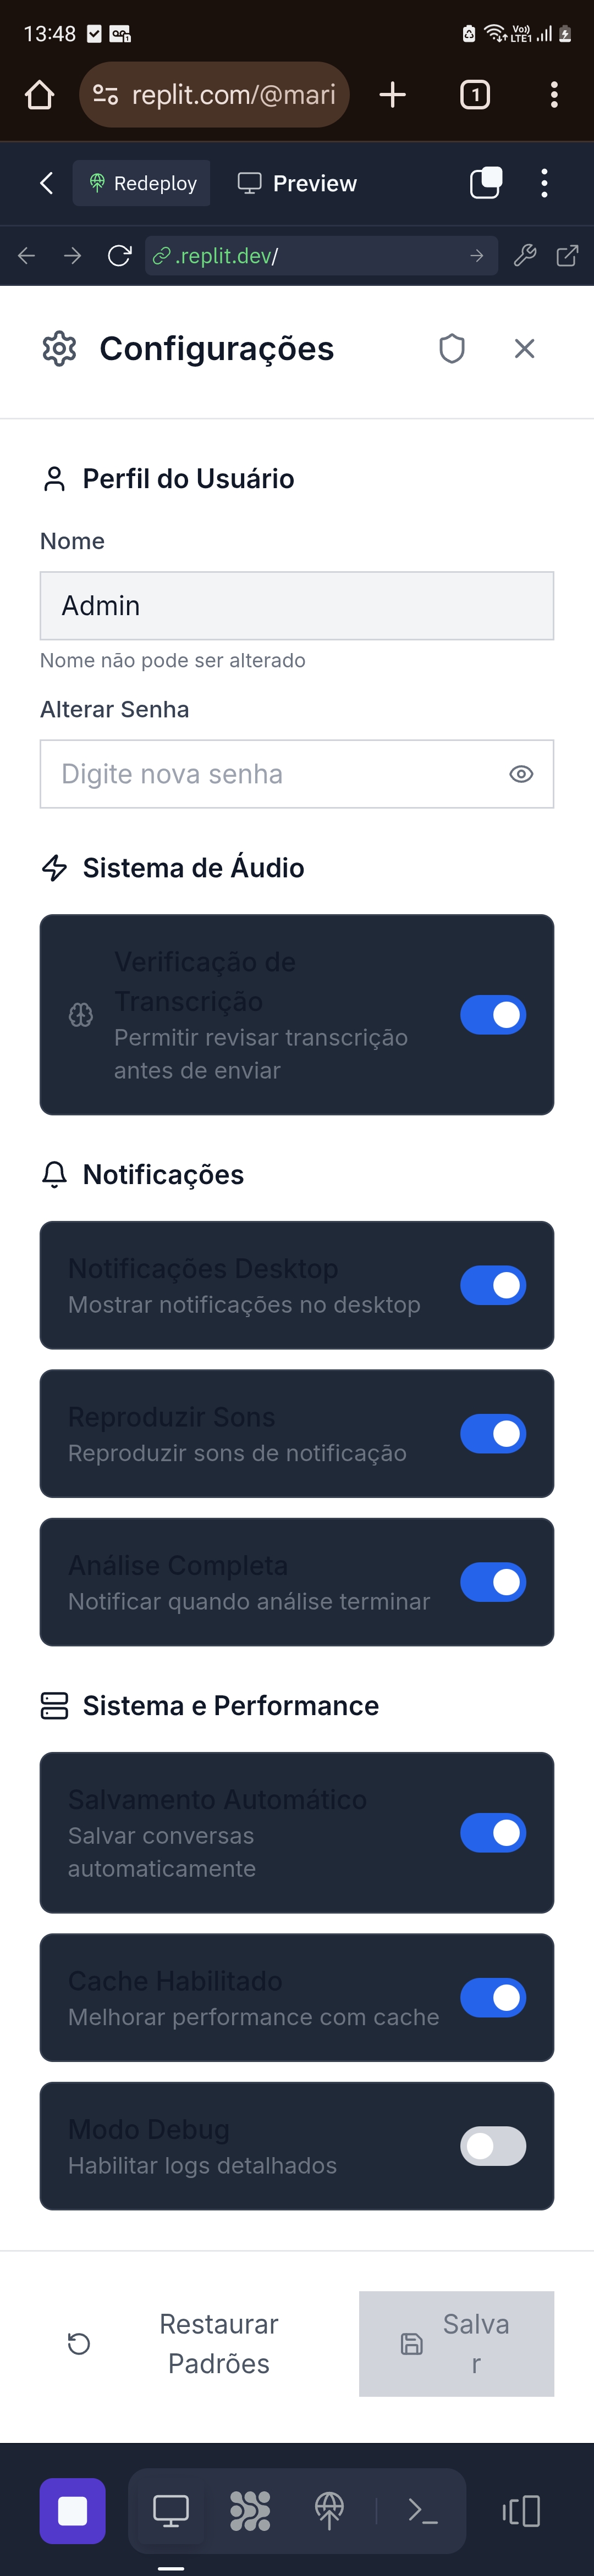 13:48
Vo)) LTE1
replit.com/@mari
1
Redeploy
Preview
.replit.dev/
Configurações
Perfil do Usuário
Nome
Admin
Nome não pode ser alterado
Alterar Senha
Digite nova senha
Sistema de Áudio
Verificação de
Transcrição
Permitir revisar transcrição
antes de enviar
Notificações
Notificações Desktop
Mostrar notificações no desktop
Reproduzir Sons
Reproduzir sons de notificação
Análise Completa
Notificar quando análise terminar
Sistema e Performance
Salvamento Automático
Salvar conversas
automaticamente
Cache Habilitado
Melhorar performance com cache
Modo Debug
Habilitar logs detalhados
Restaurar
Padrões
Salva
r